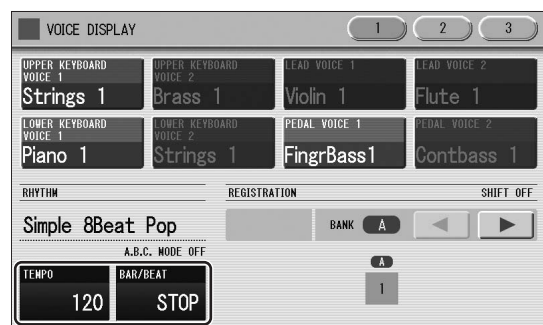 VOICE DISPLAY
1 2 3
UPPER KEYBOARD VOICE 1
Strings 1
UPPER KEYBOARD VOICE 2
Brass 1
LEAD VOICE 1
Violin 1
LEAD VOICE 2
Flute 1
LOWER KEYBOARD VOICE 1
Piano 1
LOWER KEYBOARD VOICE 2
Strings 1
PEDAL VOICE 1
FingrBass1
PEDAL VOICE 2
Contbass 1
RHYTHM
REGISTRATION
SHIFT OFF
Simple 8Beat Pop
BANK A
A.B.C. MODE OFF
TEMPO
120
BAR/BEAT
STOP
A
1